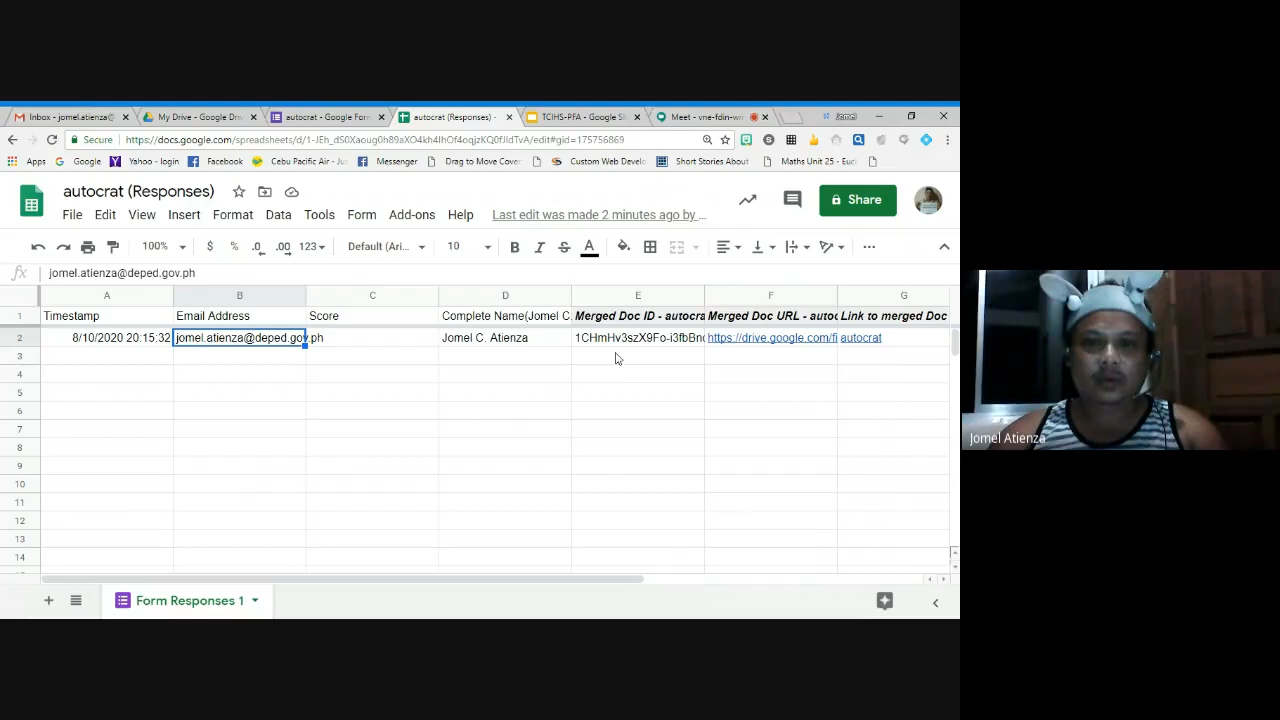 Inbox - jomel.atienza@
My Drive - Google Driv
autocrat - Google Form
autocrat (Responses) -
TCIHS-PFA - Google Sl
Meet - vne-fdin-wn
Jomel
Secure
https://docs.google.com/spreadsheets/d/1-JEh_dS0Xaoug0h89aXO4kh4IhOf4oqjzKQ0fJIdTvA/edit#gid=175756869
Apps
Google
Yahoo - login
Facebook
Cebu Pacific Air - Ju
Messenger
Drag to Move Cover
Custom Web Develo
Short Stories About
Maths Unit 25 - Eucl
autocrat (Responses)
Share
File Edit View Insert Format Data Tools Form Add-ons Help Last edit was made 2 minutes ago by ...
100% $ % .0 .00 123 Default (Ari... 10 B I S A
fx jomel.atienza@deped.gov.ph
A B C D E F G
1 Timestamp Email Address Score Complete Name(Jomel C. Merged Doc ID - autocra Merged Doc URL - autoc Link to merged Doc
2 8/10/2020 20:15:32 jomel.atienza@deped.gov.ph Jomel C. Atienza 1CHmHv3szX9Fo-i3fbBn https://drive.google.com/fi autocrat
3
4
5
6
7
8
9
10
11
12
13
14
Form Responses 1
Jomel Atienza